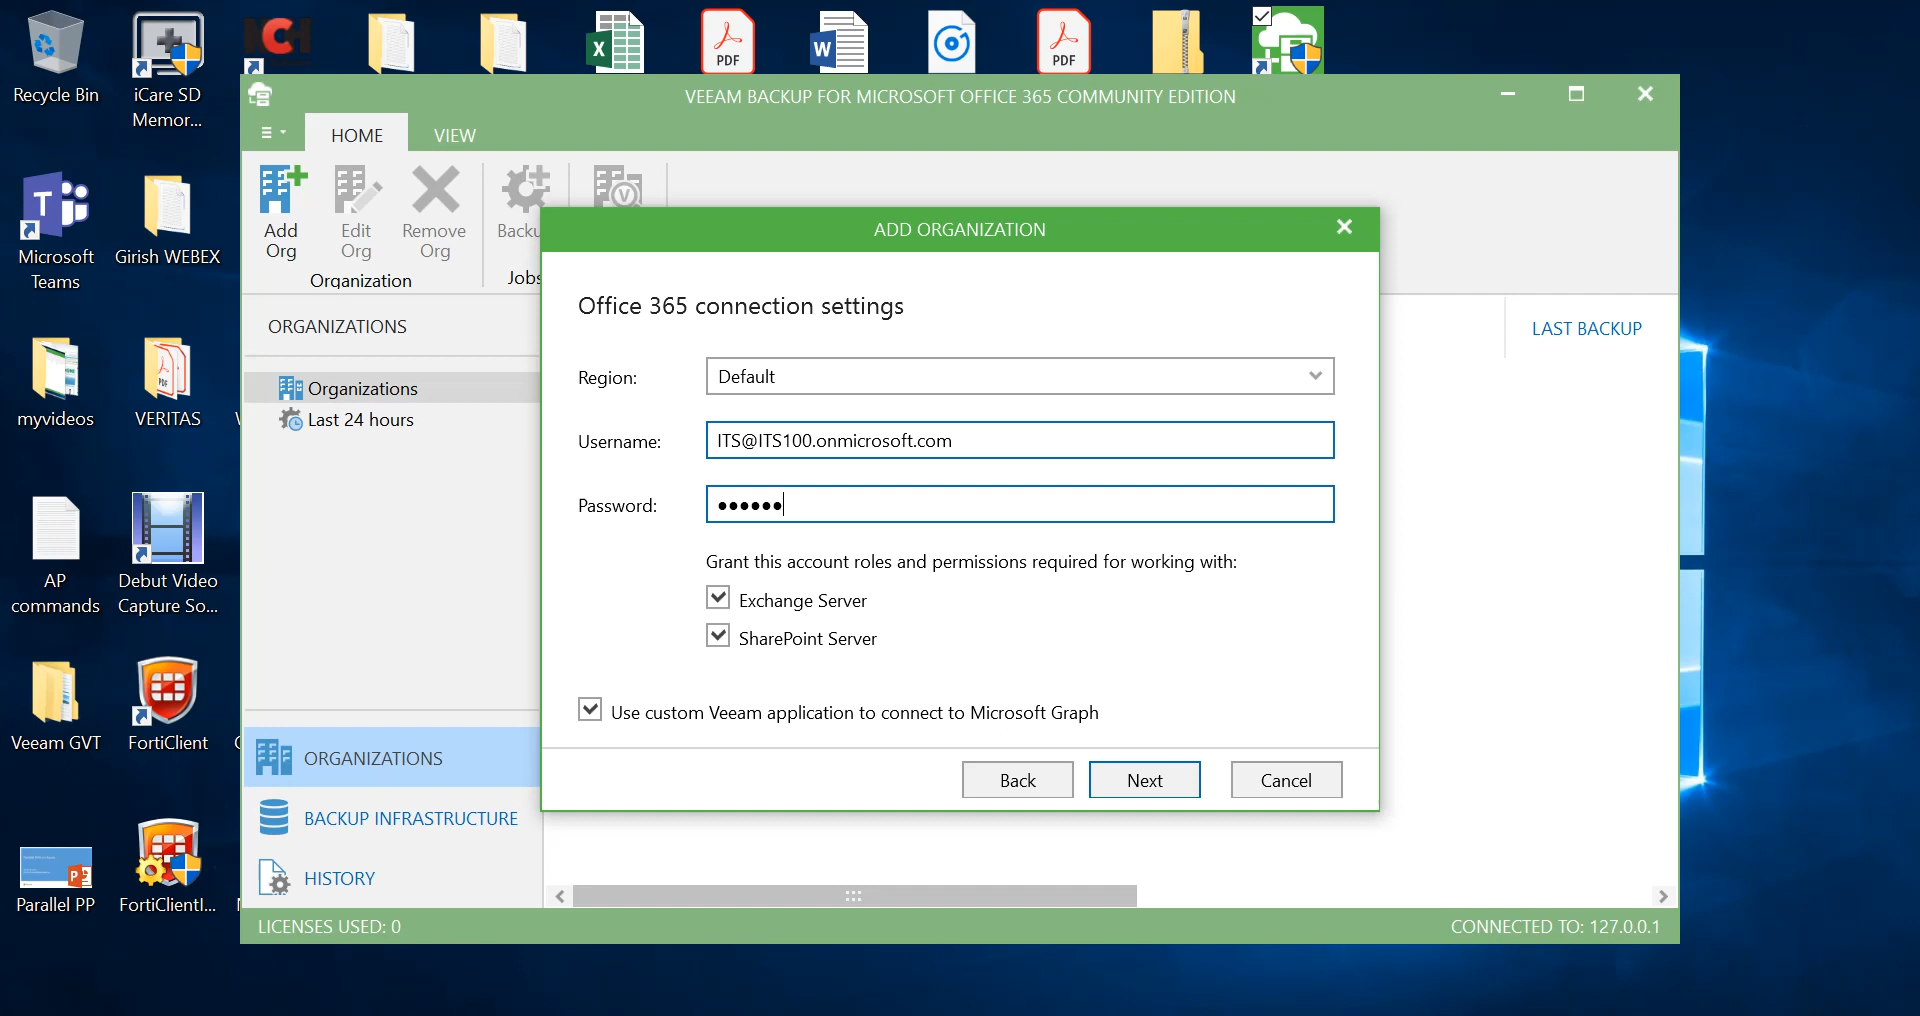 Recycle Bin
iCare SD
Memor...
NCH
X
PDF
W
PDF
VEEAM BACKUP FOR MICROSOFT OFFICE 365 COMMUNITY EDITION
HOME
VIEW
Add
Org
Edit
Org
Remove
Org
Backu
Organization
Jobs
T
Microsoft
Teams
Girish WEBEX
ADD ORGANIZATION
Office 365 connection settings
Region:
Default
Username:
ITS@ITS100.onmicrosoft.com
Password:
••••••
Grant this account roles and permissions required for working with:
Exchange Server
SharePoint Server
Use custom Veeam application to connect to Microsoft Graph
Back
Next
Cancel
ORGANIZATIONS
LAST BACKUP
Organizations
Last 24 hours
myvideos
PDF
VERITAS
AP
commands
Debut Video
Capture So...
Veeam GVT
FortiClient
ORGANIZATIONS
BACKUP INFRASTRUCTURE
HISTORY
P
Parallel PP
FortiClientI...
LICENSES USED: 0
CONNECTED TO: 127.0.0.1